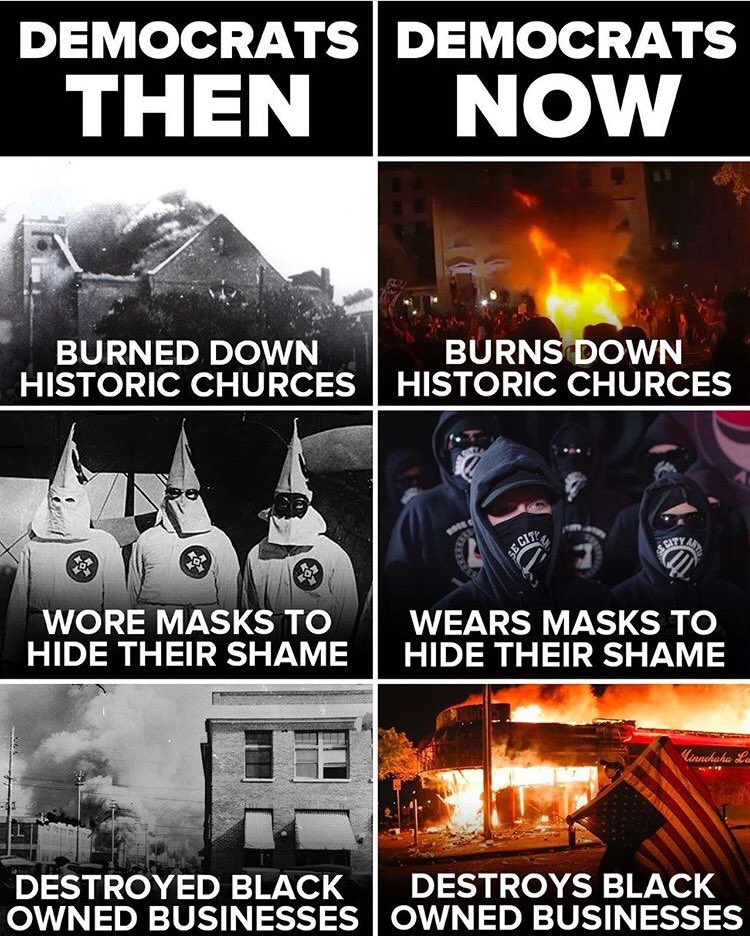 DEMOCRATS
THEN
DEMOCRATS
NOW
BURNED DOWN
HISTORIC CHURCES
BURNS DOWN
HISTORIC CHURCES
WORE MASKS TO
HIDE THEIR SHAME
WEARS MASKS TO
HIDE THEIR SHAME
DESTROYED BLACK
OWNED BUSINESSES
Minnehaha
DESTROYS BLACK
OWNED BUSINESSES